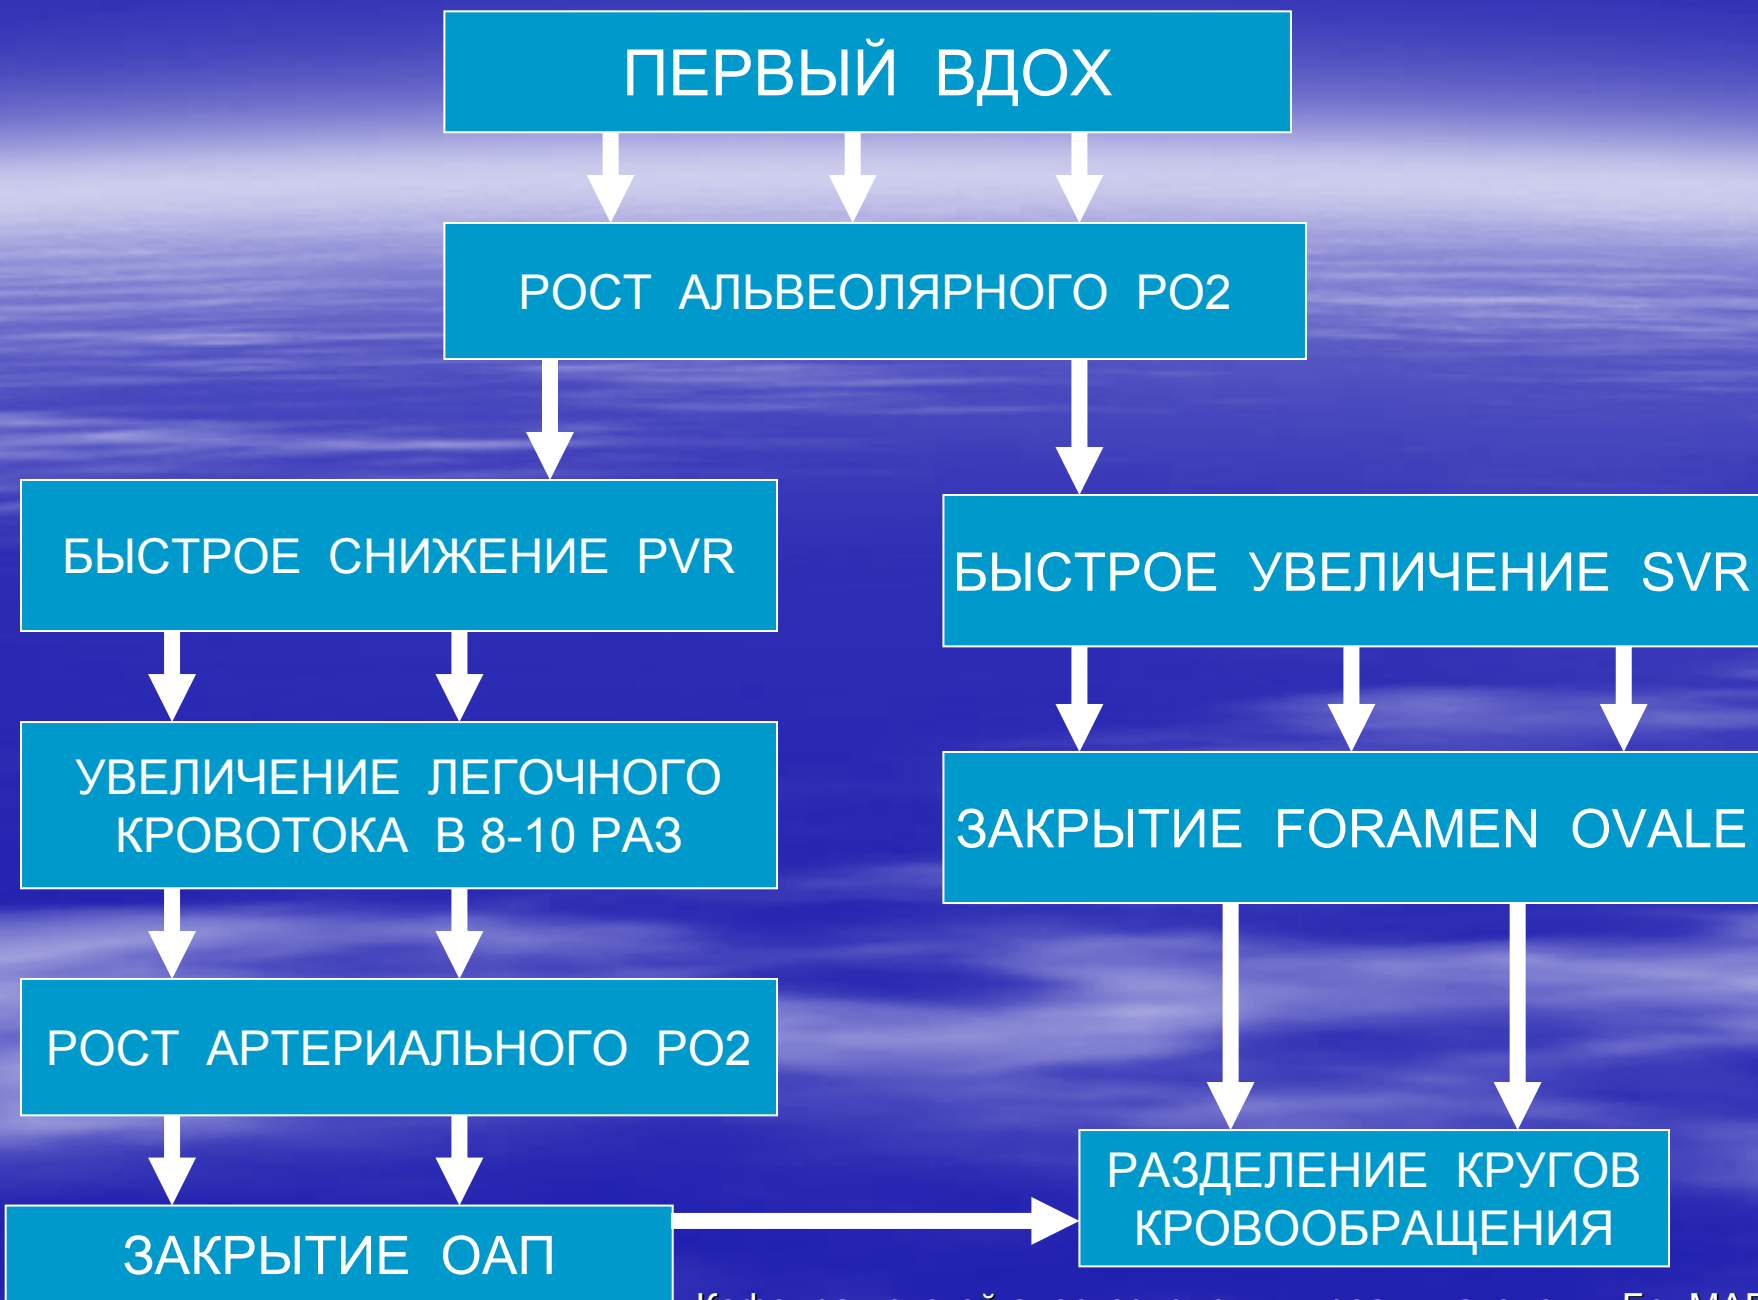 ПЕРВЫЙ ВДОХ
РОСТ АЛЬВЕОЛЯРНОГО РО2
БЫСТРОЕ СНИЖЕНИЕ PVR
БЫСТРОЕ УВЕЛИЧЕНИЕ SVR
УВЕЛИЧЕНИЕ ЛЕГОЧНОГО
КРОВОТОКА В 8-10 РАЗ
ЗАКРЫТИЕ FORAMEN OVALE
РОСТ АРТЕРИАЛЬНОГО РО2
РАЗДЕЛЕНИЕ КРУГОВ
КРОВООБРАЩЕНИЯ
ЗАКРЫТИЕ ОАП